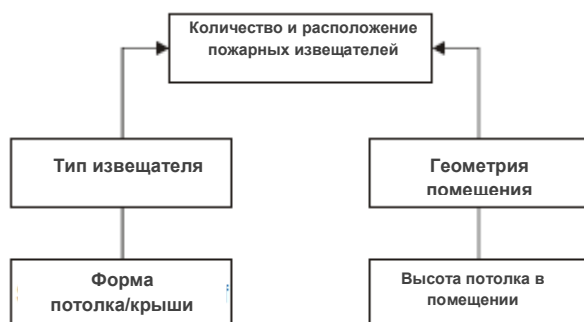 Количество и расположение
пожарных извещателей
Тип извещателя
Геометрия
помещения
Форма
потолка/крыши
Высота потолка в
помещении